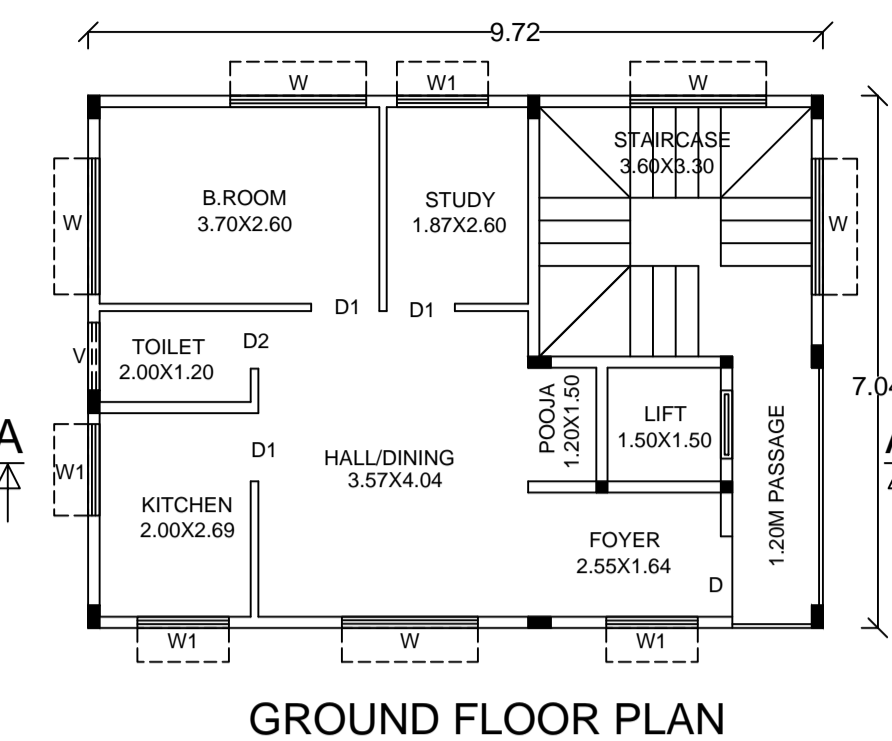 9.72
W
W1
W
STAIRCASE
3.60X3.30
B.ROOM
3.70X2.60
STUDY
1.87X2.60
W
W
D1
D1
TOILET
2.00X1.20
D2
V
7.04
POOJA
1.20X1.50
LIFT
1.50X1.50
1.20M PASSAGE
A
A
W1
D1
HALL/DINING
3.57X4.04
KITCHEN
2.00X2.69
FOYER
2.55X1.64
D
W1
W
W1
GROUND FLOOR PLAN